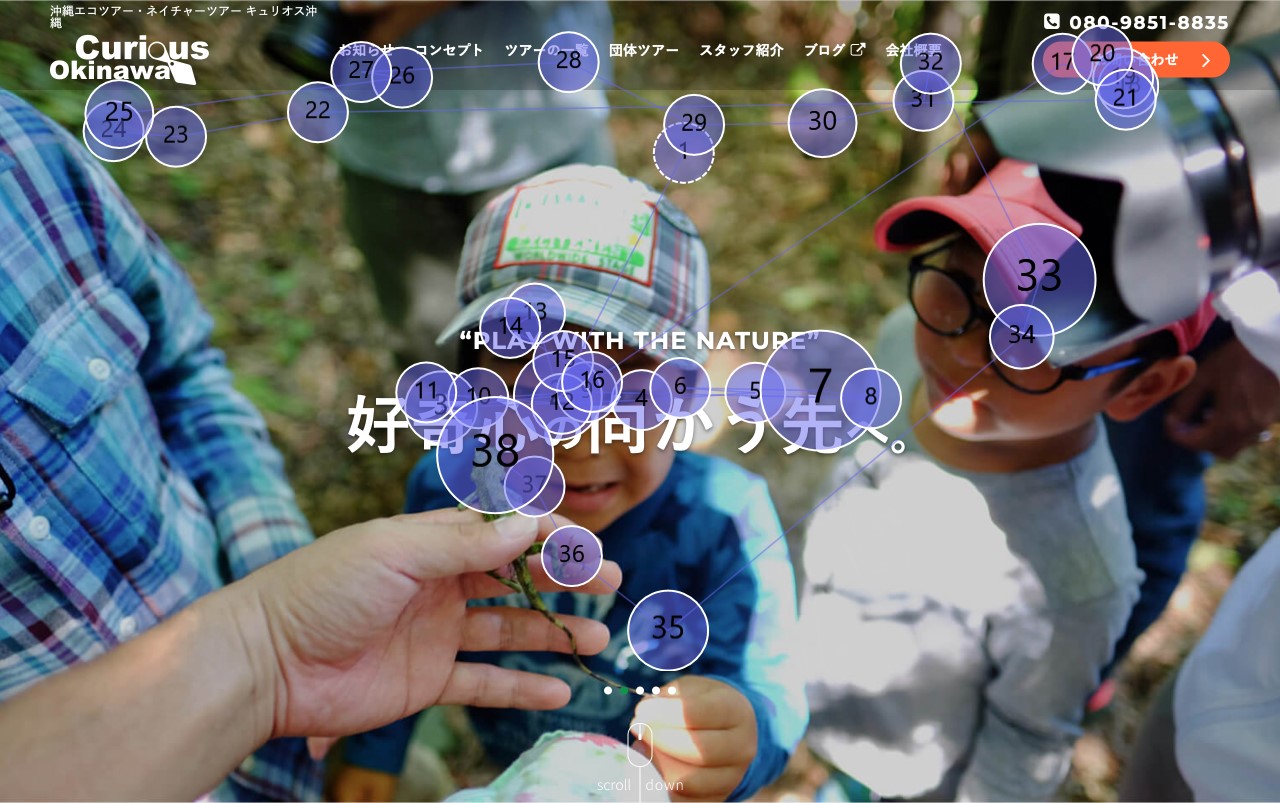 沖縄エコツアー・ネイチャーツアー キュリオス沖
縄
Curious
Okinawa
080-9851-8835
お知らせ コンセプト ツアーの一覧 団体ツアー スタッフ紹介 ブログ 会社概要
合わせ
27 26 28 32 17 20
25 24 23 22 29 30 31 21
1
33
13
14 34
“PLAY WITH THE NATURE”
15 16
11 3 10 12 4 6 5 7 8
好奇心の向かう先へ。
38
37
36
35
scroll down